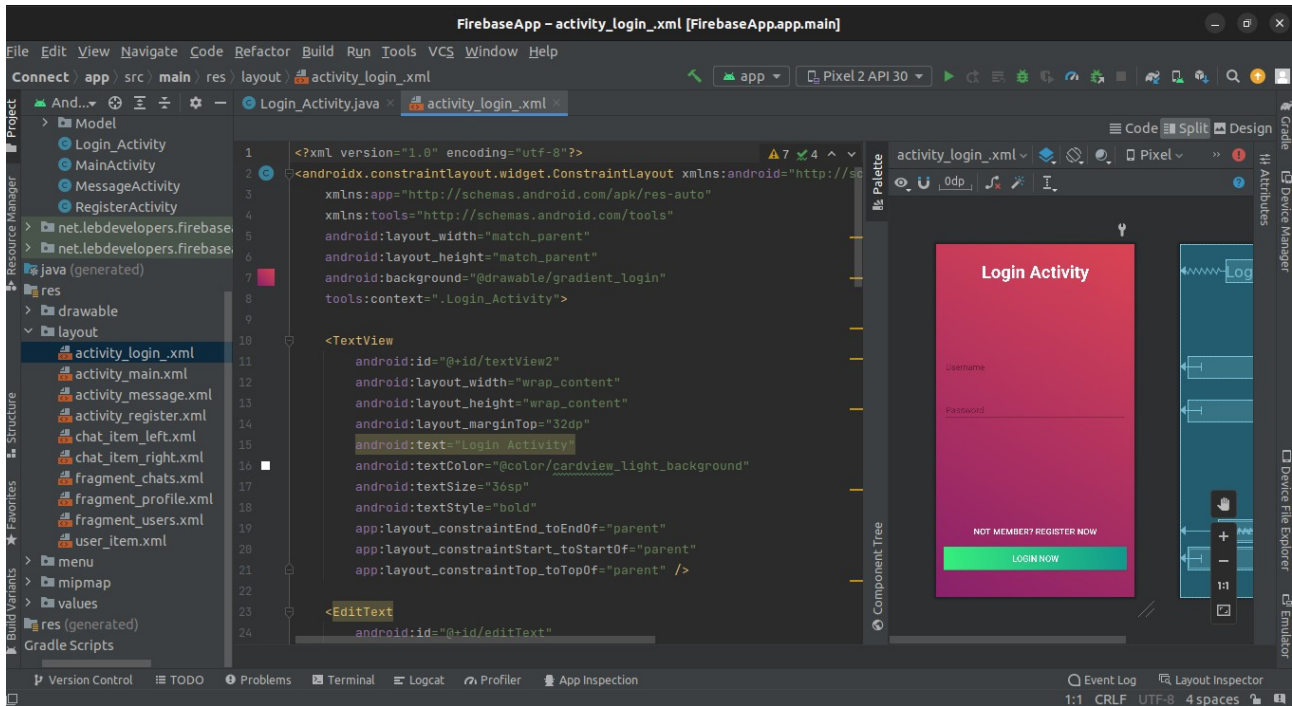 FirebaseApp – activity_login_.xml [FirebaseApp.app.main]
File Edit View Navigate Code Refactor Build Run Tools VCS Window Help
Connect app src main res layout activity_login_.xml
app Pixel 2 API 30
And... Login_Activity.java activity_login_.xml
Code Split Design
Project
Resource Manager
Structure
Favorites
Build Variants
Model
Login_Activity
MainActivity
MessageActivity
RegisterActivity
net.lebdevelopers.firebasea
net.lebdevelopers.firebasea
java (generated)
res
drawable
layout
activity_login_.xml
activity_main.xml
activity_message.xml
activity_register.xml
chat_item_left.xml
chat_item_right.xml
fragment_chats.xml
fragment_profile.xml
fragment_users.xml
user_item.xml
menu
mipmap
values
res (generated)
Gradle Scripts
7 4
1 <?xml version="1.0" encoding="utf-8"?>
2 <androidx.constraintlayout.widget.ConstraintLayout xmlns:android="http://sc
3 xmlns:app="http://schemas.android.com/apk/res-auto"
4 xmlns:tools="http://schemas.android.com/tools"
5 android:layout_width="match_parent"
6 android:layout_height="match_parent"
7 android:background="@drawable/gradient_login"
8 tools:context=".Login_Activity">
9
10 <TextView
11 android:id="@+id/textView2"
12 android:layout_width="wrap_content"
13 android:layout_height="wrap_content"
14 android:layout_marginTop="32dp"
15 android:text="Login Activity"
16 android:textColor="@color/cardview_light_background"
17 android:textSize="36sp"
18 android:textStyle="bold"
19 app:layout_constraintEnd_toEndOf="parent"
20 app:layout_constraintStart_toStartOf="parent"
21 app:layout_constraintTop_toTopOf="parent" />
22
23 <EditText
24 android:id="@+id/editText"
Palette
Component Tree
activity_login_.xml Pixel
0dp
Login Activity
Username
Password
NOT MEMBER? REGISTER NOW
LOGIN NOW
Log
1:1
Attributes
Gradle
Device Manager
Device File Explorer
Emulator
Version Control TODO Problems Terminal Logcat Profiler App Inspection Event Log Layout Inspector
1:1 CRLF UTF-8 4 spaces